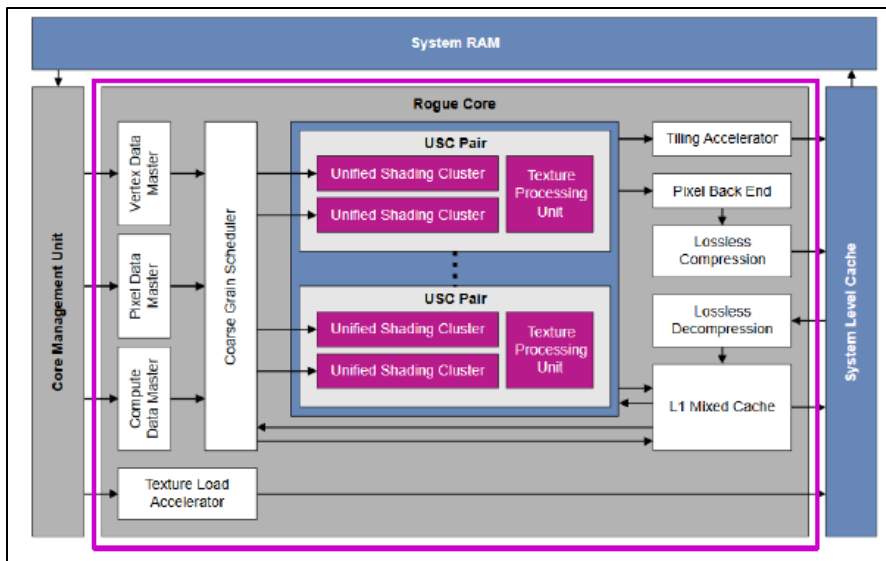 System RAM
Core Management Unit
Rogue Core
Vertex Data
Master
Pixel Data
Master
Compute
Data Master
Coarse Grain Scheduler
USC Pair
Unified Shading Cluster
Unified Shading Cluster
Texture
Processing
Unit
USC Pair
Unified Shading Cluster
Unified Shading Cluster
Texture
Processing
Unit
Tiling Accelerator
Pixel Back End
Lossless
Compression
Lossless
Decompression
L1 Mixed Cache
Texture Load
Accelerator
System Level Cache